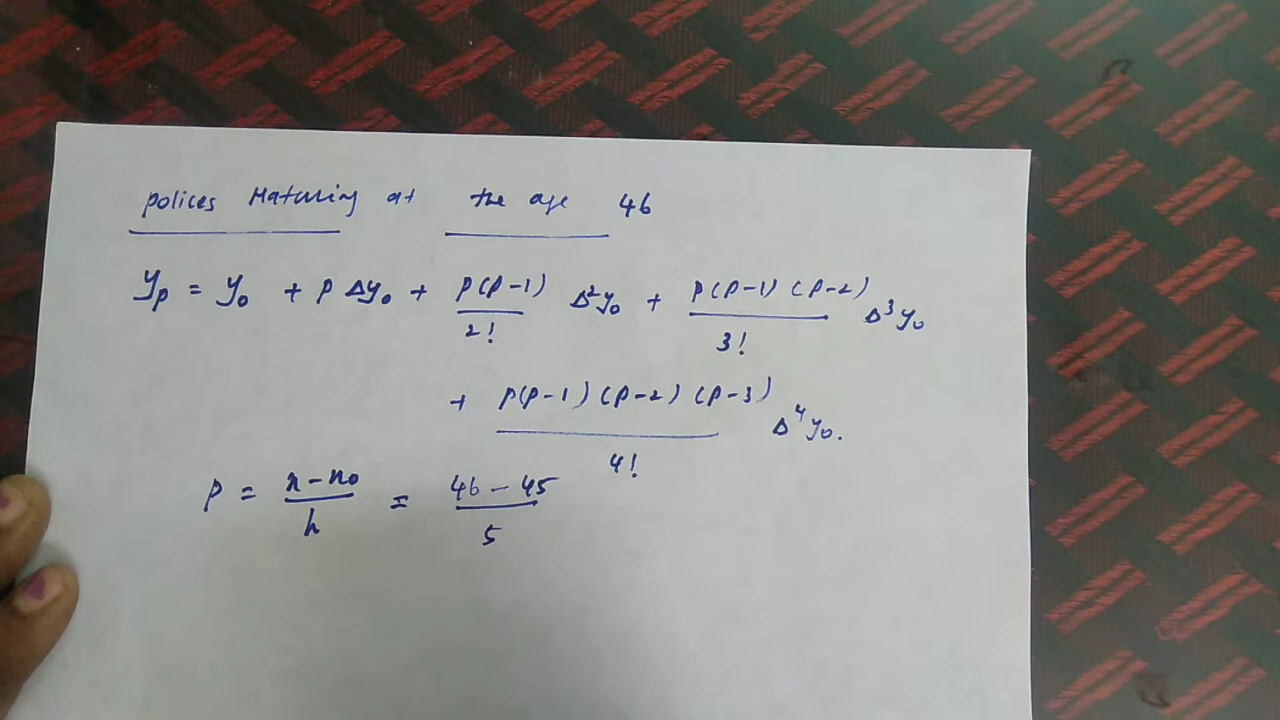 polices Maturing at the age 46
yp = y0 + p Δy0 + p(p-1)/2! Δ²y0 + p(p-1)(p-2)/3! Δ³y0
+ p(p-1)(p-2)(p-3)/4! Δ⁴y0.
p = x-x0/h = 46-45/5